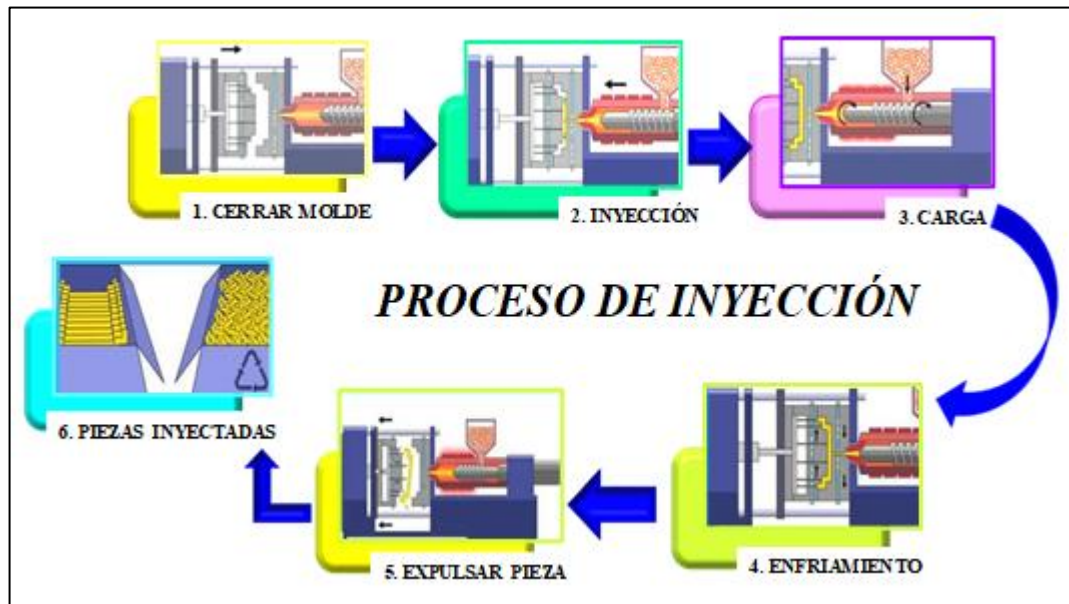 1. CERRAR MOLDE
2. INYECCIÓN
3. CARGA
PROCESO DE INYECCIÓN
4. ENFRIAMIENTO
5. EXPULSAR PIEZA
6. PIEZAS INYECTADAS